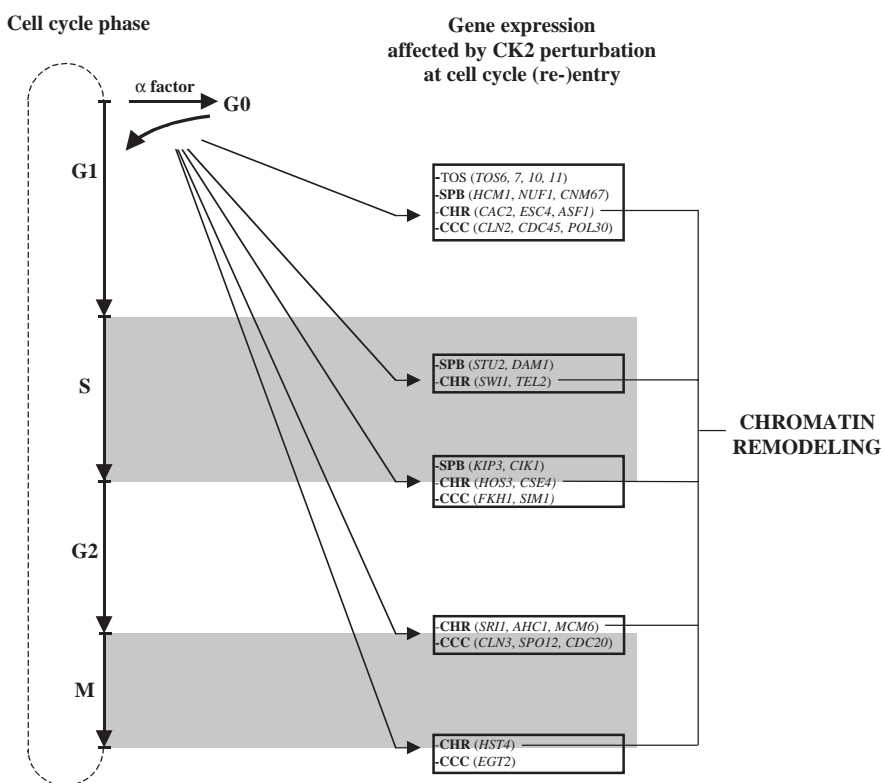 Cell cycle phase
Gene expression
affected by CK2 perturbation
at cell cycle (re-)entry
α factor
G0
G1
-TOS (TOS6, 7, 10, 11)
-SPB (HCM1, NUF1, CNM67)
-CHR (CAC2, ESC4, ASF1)
-CCC (CLN2, CDC45, POL30)
S
-SPB (STU2, DAM1)
-CHR (SWI1, TEL2)
CHROMATIN
REMODELING
-SPB (KIP3, CIK1)
-CHR (HOS3, CSE4)
-CCC (FKH1, SIM1)
G2
-CHR (SRI1, AHC1, MCM6)
-CCC (CLN3, SPO12, CDC20)
M
-CHR (HST4)
-CCC (EGT2)